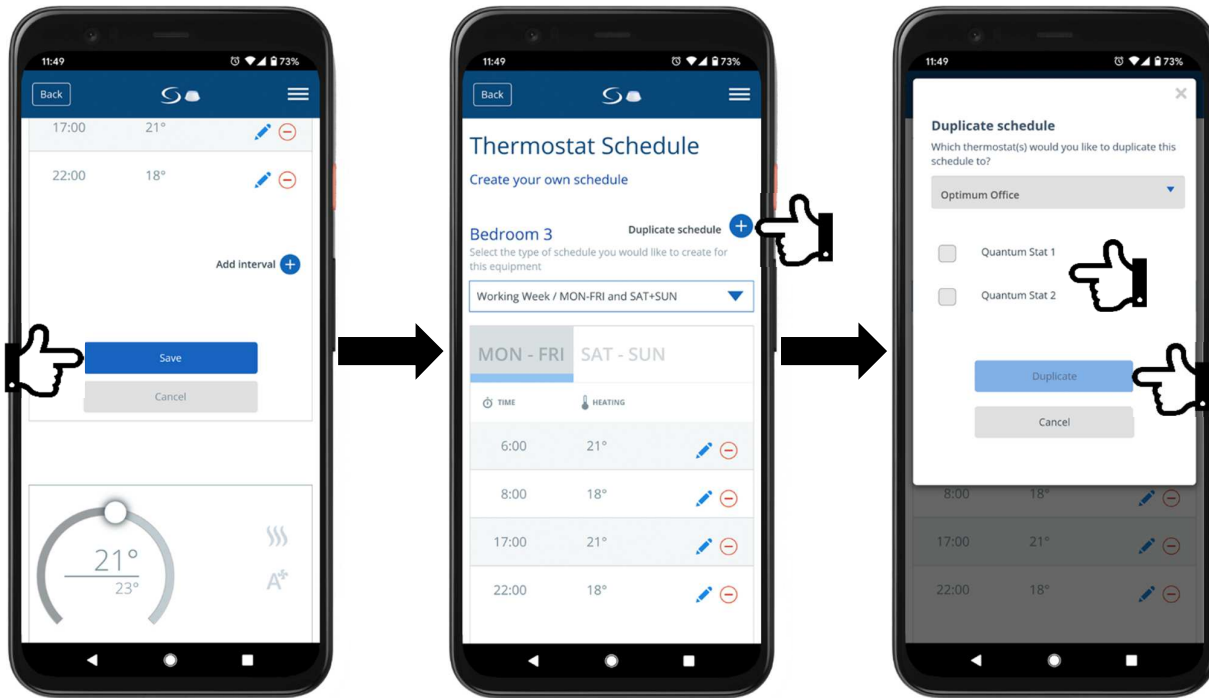 11:49
73%
Back
17:00 21°
22:00 18°
Add interval
Save
Cancel
21°
23°
A
11:49
73%
Back
Thermostat Schedule
Create your own schedule
Duplicate schedule
Bedroom 3
Select the type of schedule you would like to create for
this equipment
Working Week / MON-FRI and SAT+SUN
MON - FRI SAT - SUN
TIME HEATING
6:00 21°
8:00 18°
17:00 21°
22:00 18°
11:49
73%
Duplicate schedule
Which thermostat(s) would you like to duplicate this
schedule to?
Optimum Office
Quantum Stat 1
Quantum Stat 2
Duplicate
Cancel
8:00 18°
17:00 21°
22:00 18°